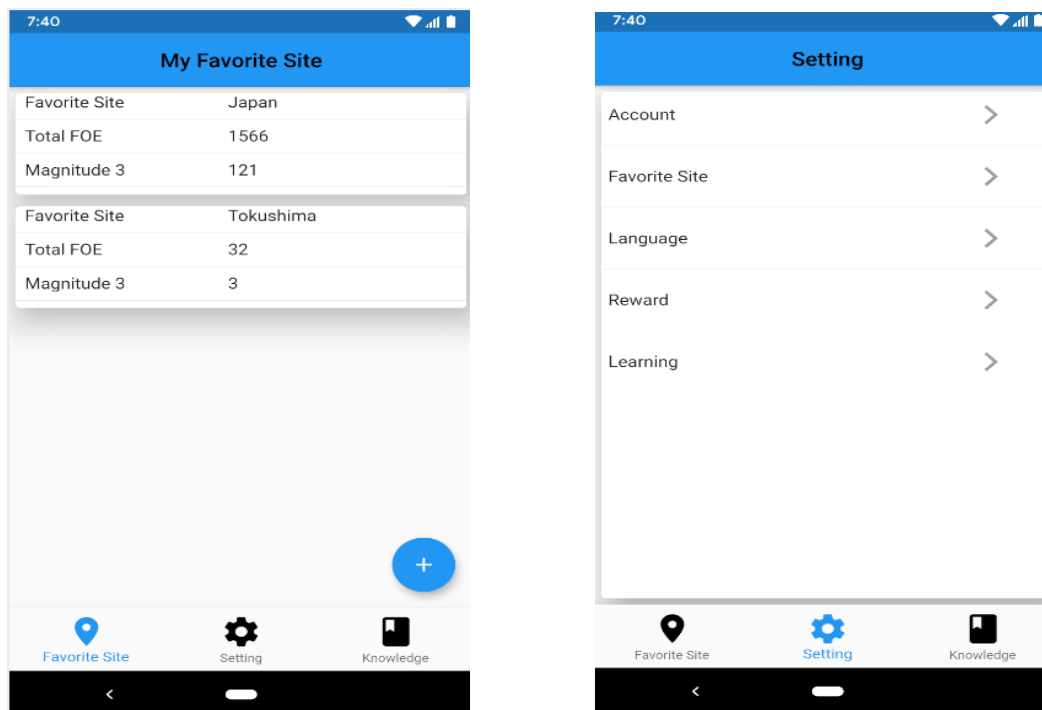 7:40
My Favorite Site
Favorite Site Japan
Total FOE 1566
Magnitude 3 121
Favorite Site Tokushima
Total FOE 32
Magnitude 3 3
+
Favorite Site Setting Knowledge
7:40
Setting
Account
Favorite Site
Language
Reward
Learning
Favorite Site Setting Knowledge